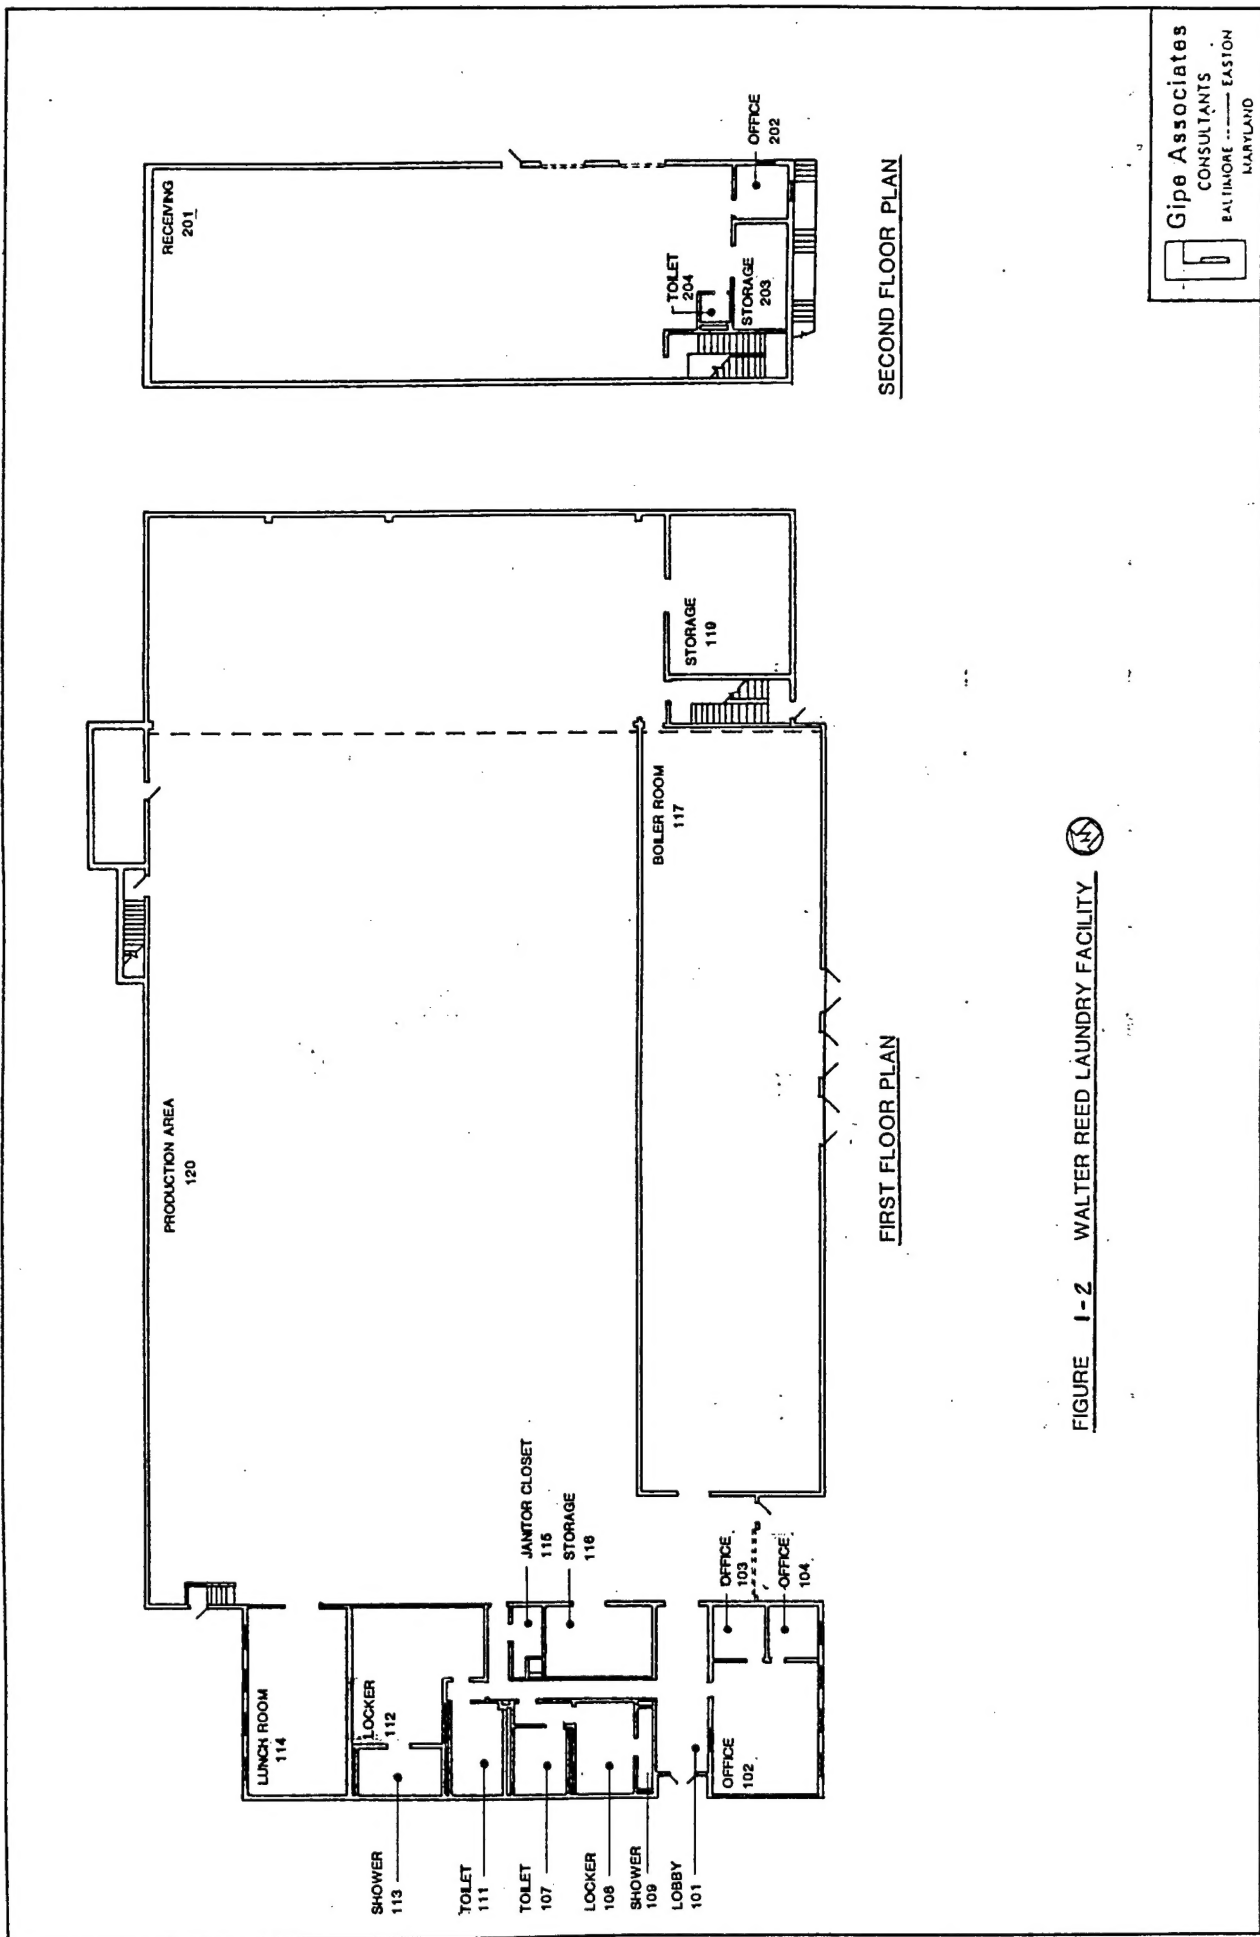 SHOWER
113
TOILET
111
TOILET
107
LOCKER
108
SHOWER
109
LOBBY
101
LUNCH ROOM
114
LOCKER
112
OFFICE
102
JANITOR CLOSET
115
STORAGE
116
OFFICE
103
OFFICE
104
PRODUCTION AREA
120
BOILER ROOM
117
STORAGE
119
FIRST FLOOR PLAN
RECEIVING
201
TOILET
204
STORAGE
203
OFFICE
202
SECOND FLOOR PLAN
FIGURE 1-2 WALTER REED LAUNDRY FACILITY
N
Gipe Associates
CONSULTANTS
BALTIMORE ------- EASTON
MARYLAND